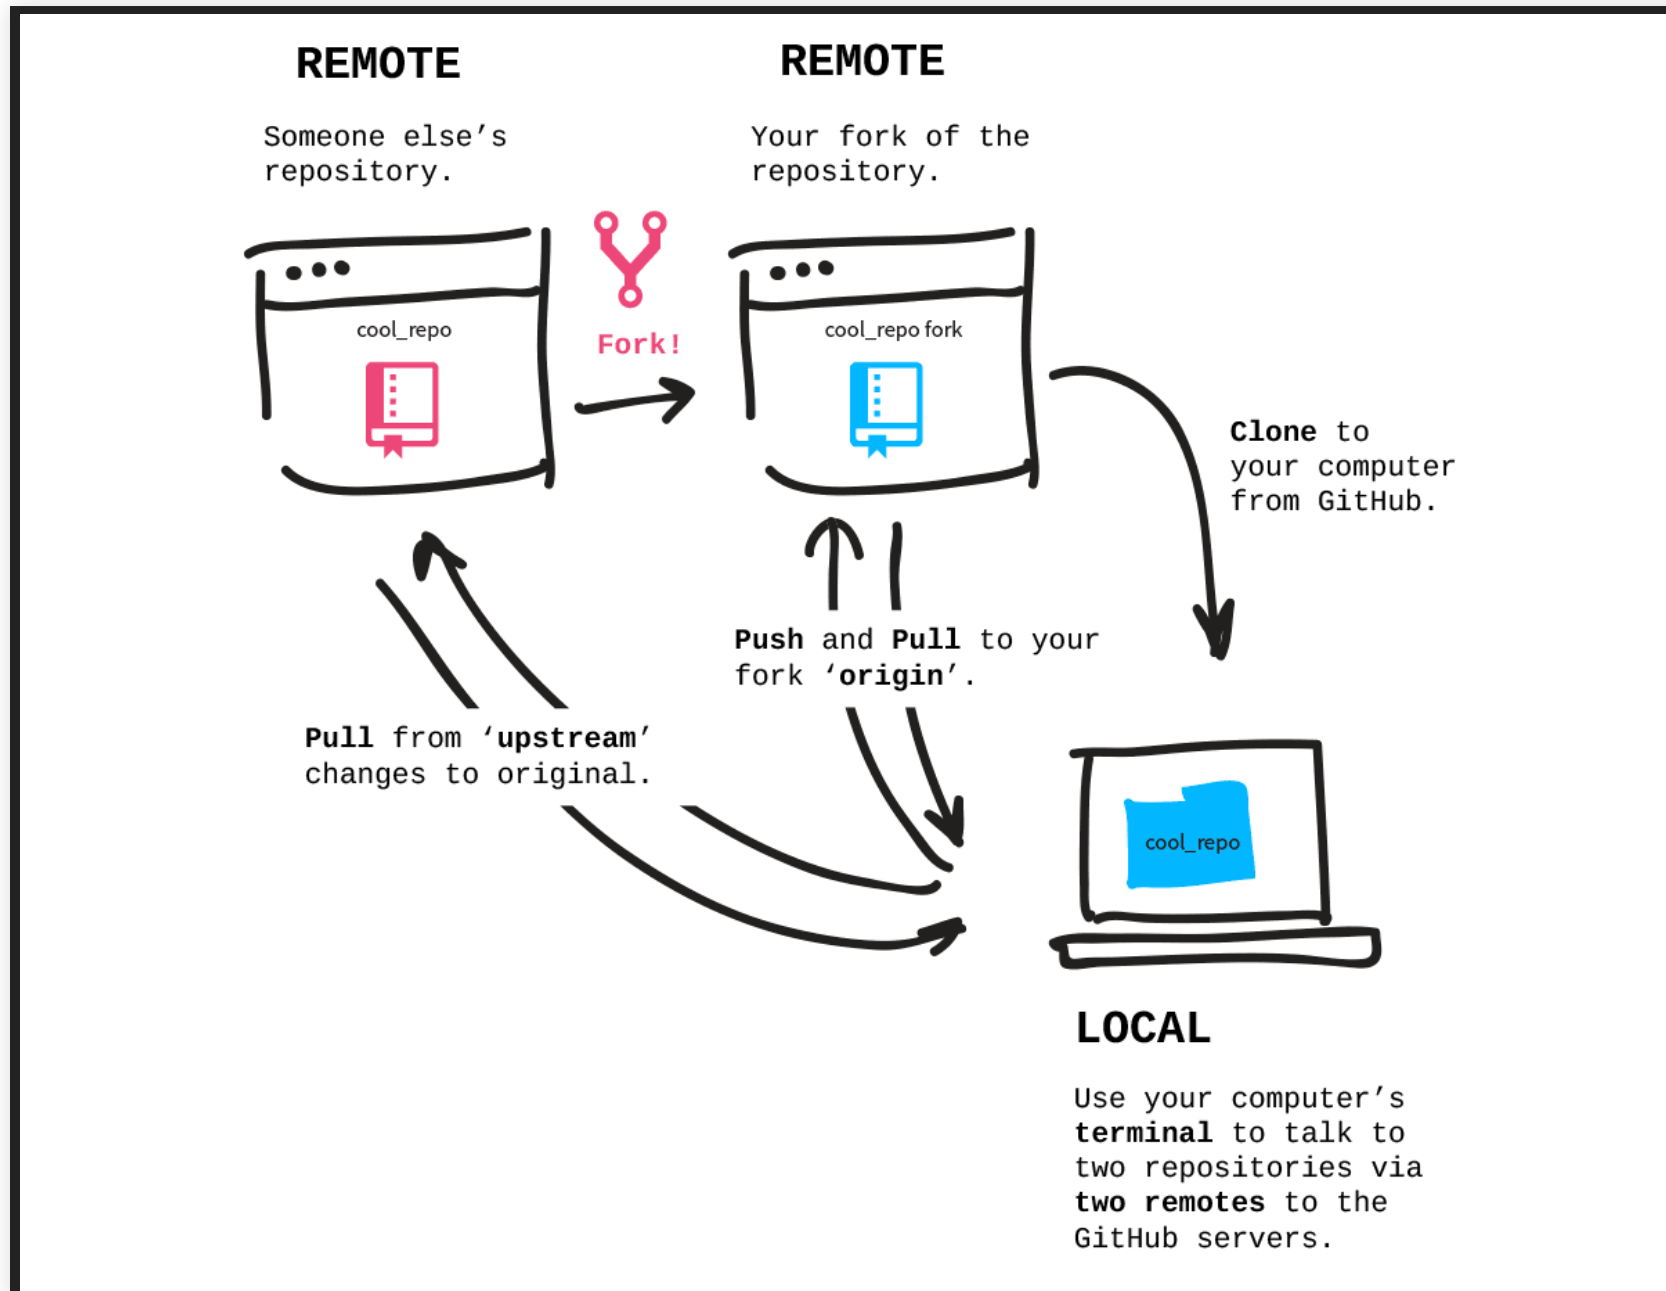 REMOTE
Someone else’s
repository.
REMOTE
Your fork of the
repository.
cool_repo
Fork!
cool_repo fork
Clone to
your computer
from GitHub.
Push and Pull to your
fork ‘origin’.
Pull from ‘upstream’
changes to original.
cool_repo
LOCAL
Use your computer’s
terminal to talk to
two repositories via
two remotes to the
GitHub servers.